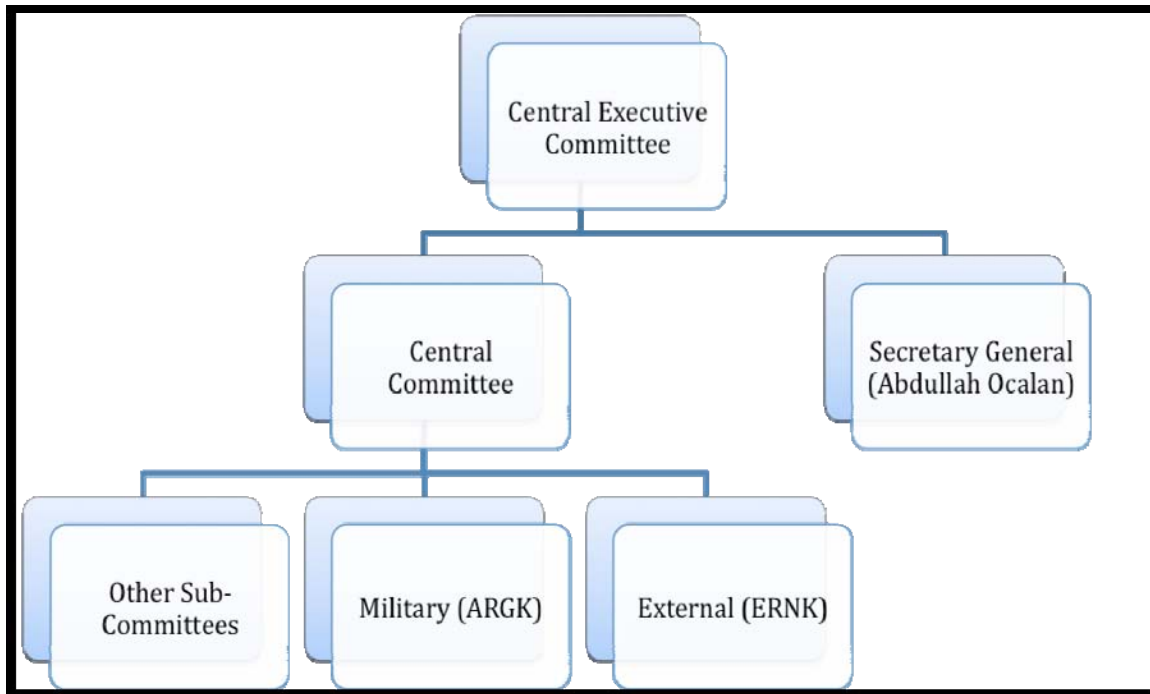 Central Executive
Committee
Central
Committee
Secretary General
(Abdullah Ocalan)
Other Sub-
Committees
Military (ARGK)
External (ERNK)